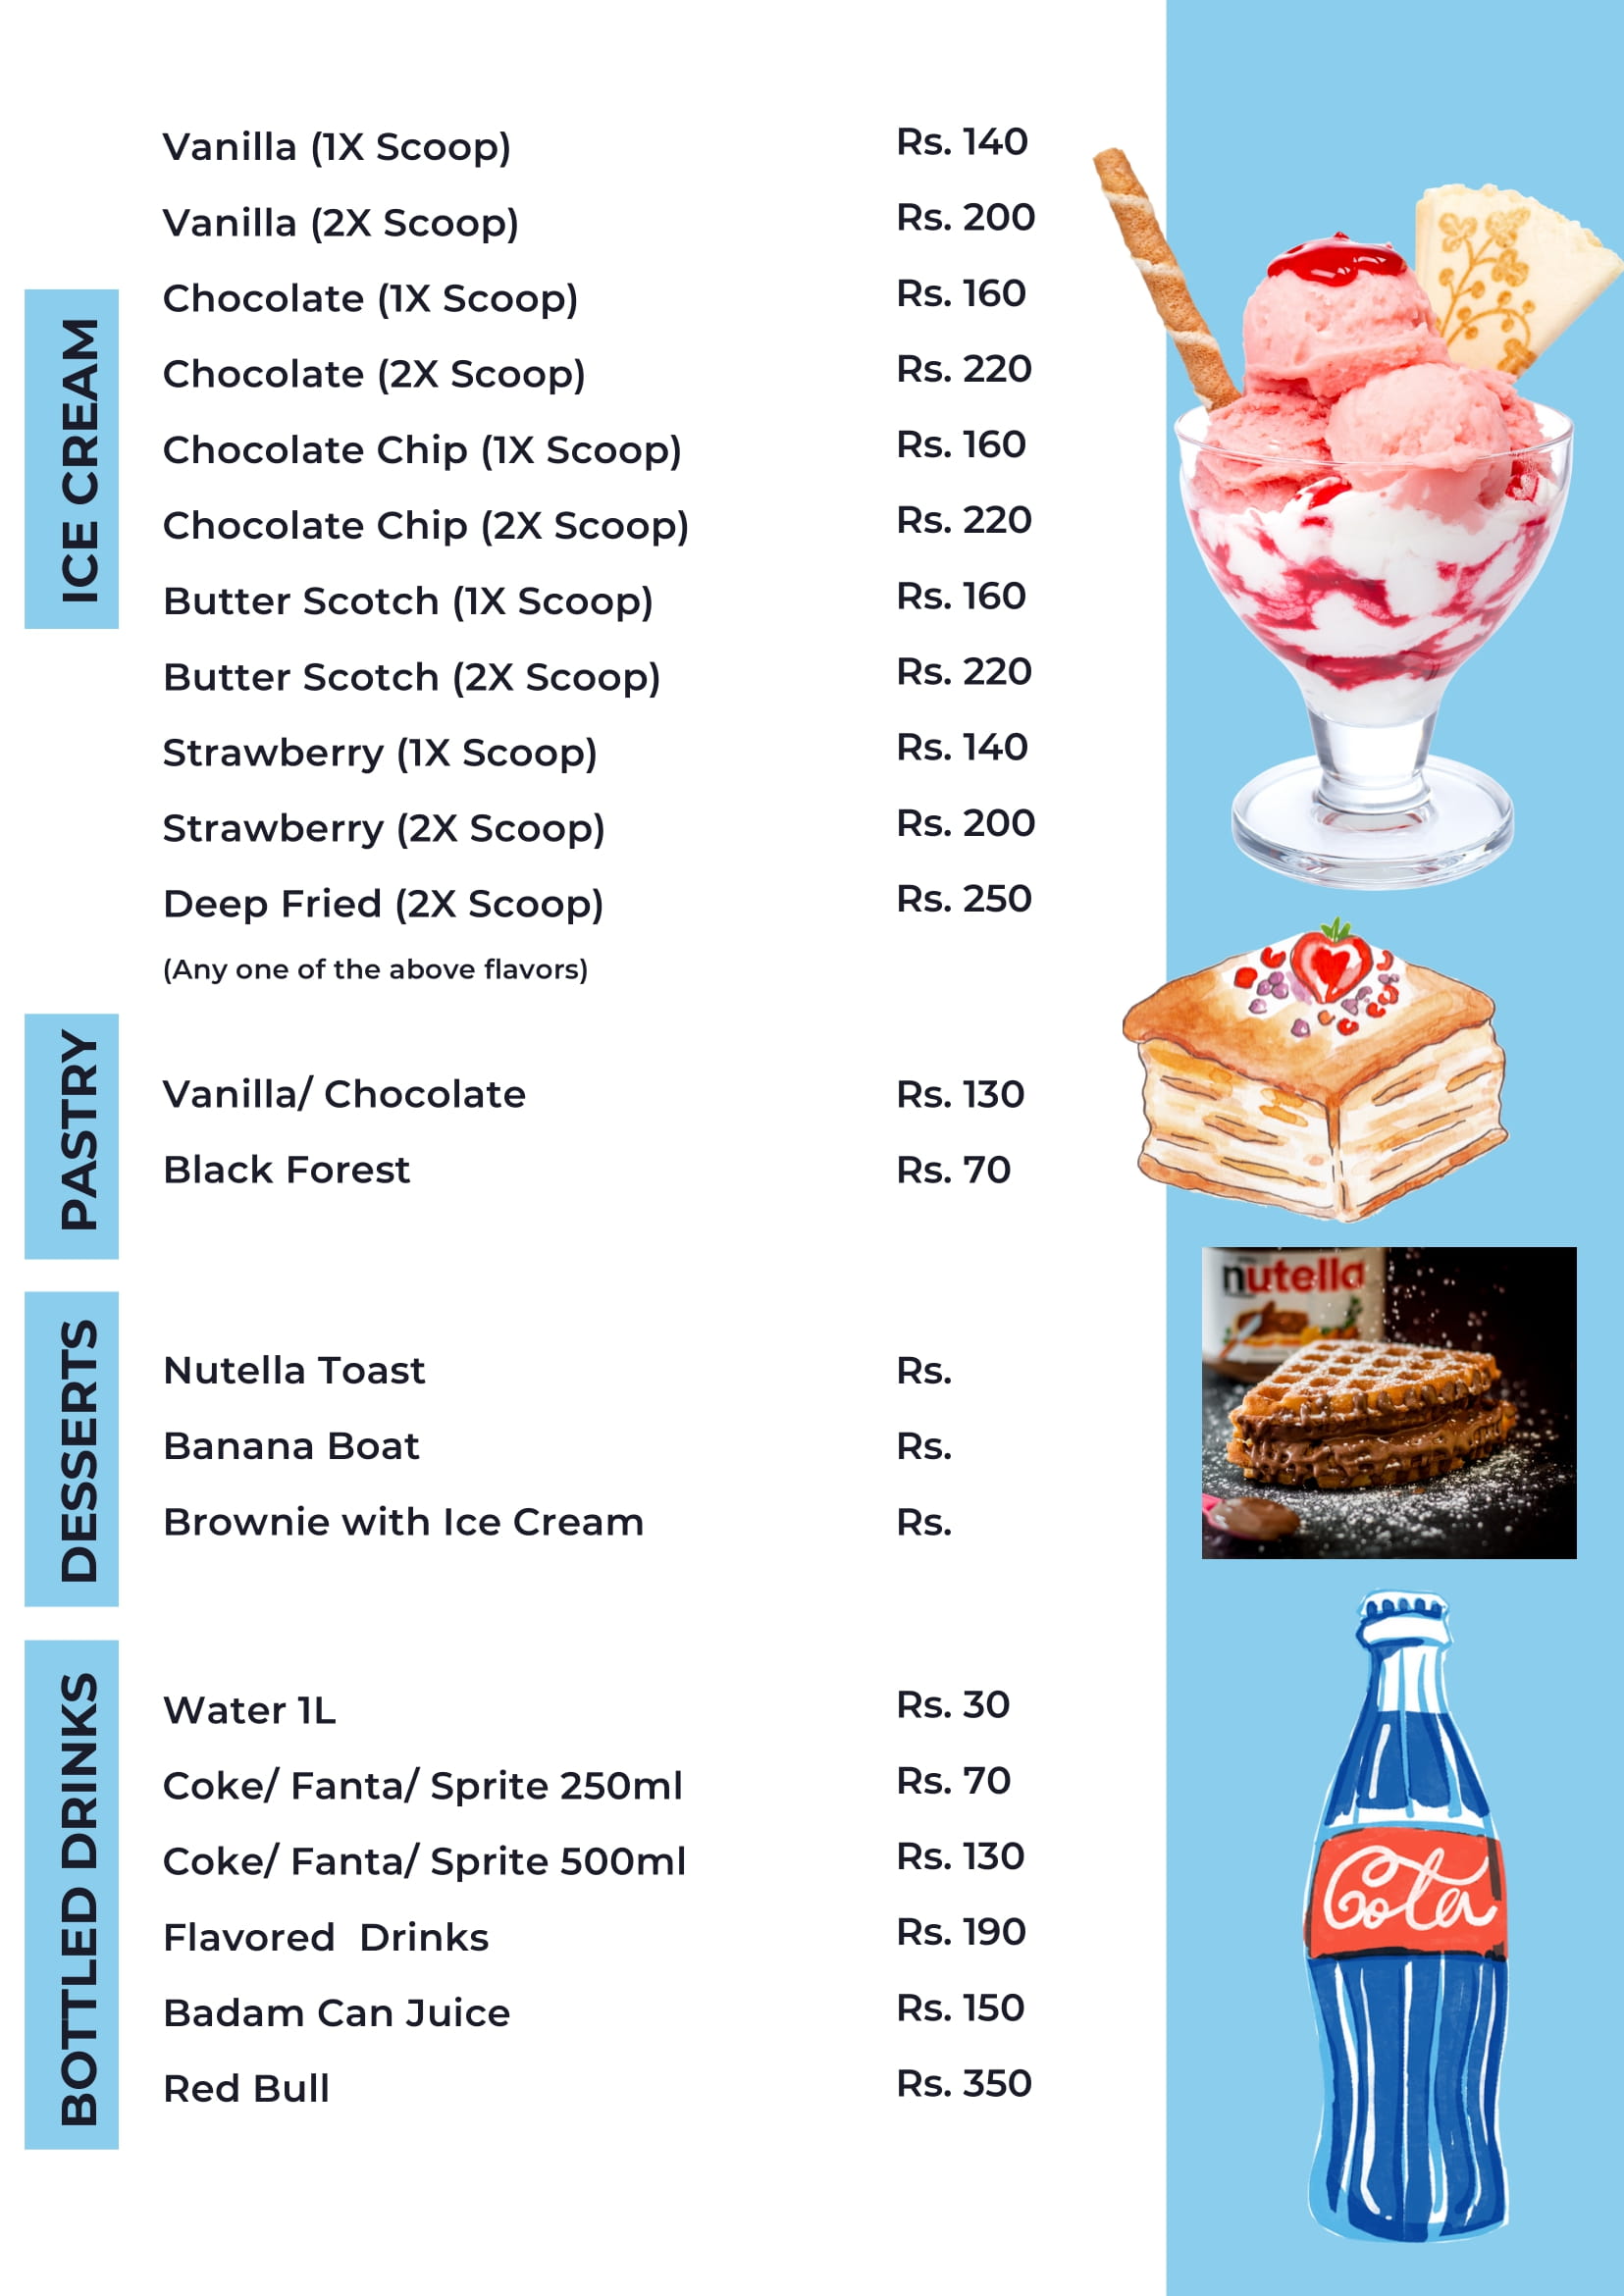 ICE CREAM
Vanilla (1X Scoop) Rs. 140
Vanilla (2X Scoop) Rs. 200
Chocolate (1X Scoop) Rs. 160
Chocolate (2X Scoop) Rs. 220
Chocolate Chip (1X Scoop) Rs. 160
Chocolate Chip (2X Scoop) Rs. 220
Butter Scotch (1X Scoop) Rs. 160
Butter Scotch (2X Scoop) Rs. 220
Strawberry (1X Scoop) Rs. 140
Strawberry (2X Scoop) Rs. 200
Deep Fried (2X Scoop) Rs. 250
(Any one of the above flavors)
PASTRY
Vanilla/ Chocolate Rs. 130
Black Forest Rs. 70
DESSERTS
nutella
Nutella Toast Rs.
Banana Boat Rs.
Brownie with Ice Cream Rs.
BOTTLED DRINKS
Water 1L Rs. 30
Coke/ Fanta/ Sprite 250ml Rs. 70
Coke/ Fanta/ Sprite 500ml Rs. 130
Flavored  Drinks Rs. 190
Badam Can Juice Rs. 150
Red Bull Rs. 350
Cola